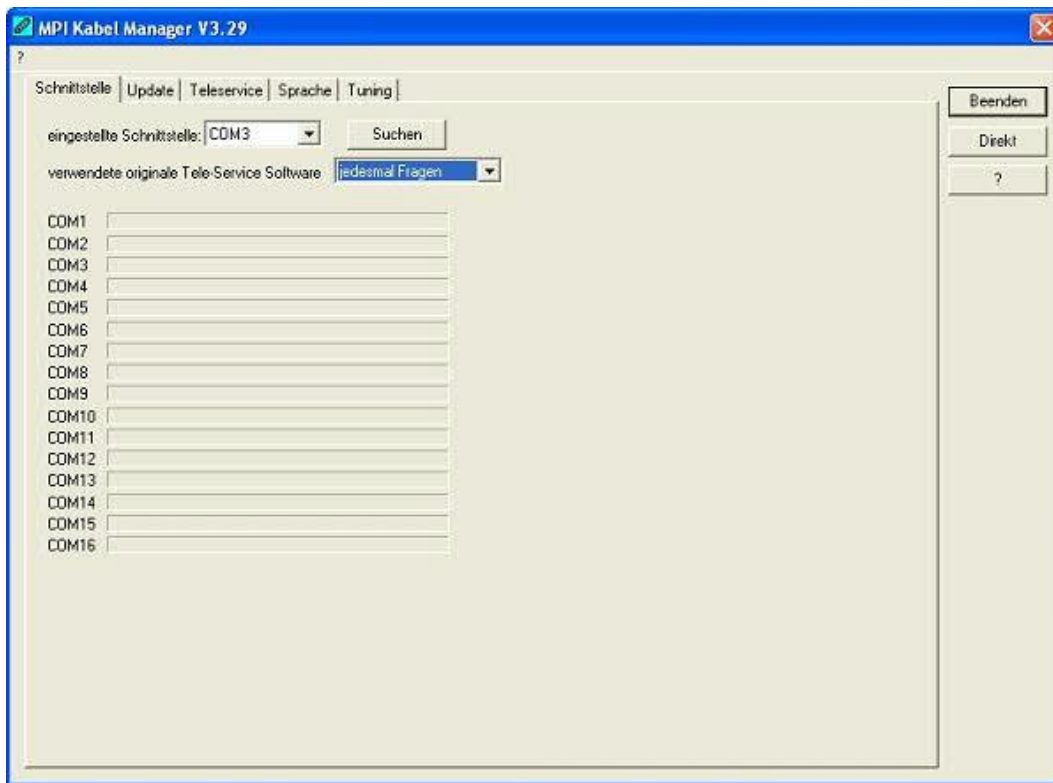 MPI Kabel Manager V3.29
?
Schnittstelle Update Teleservice Sprache Tuning
Beenden
eingestellte Schnittstelle: COM3 Suchen
Direkt
verwendete originale Tele-Service Software jedesmal Fragen
?
COM1
COM2
COM3
COM4
COM5
COM6
COM7
COM8
COM9
COM10
COM11
COM12
COM13
COM14
COM15
COM16